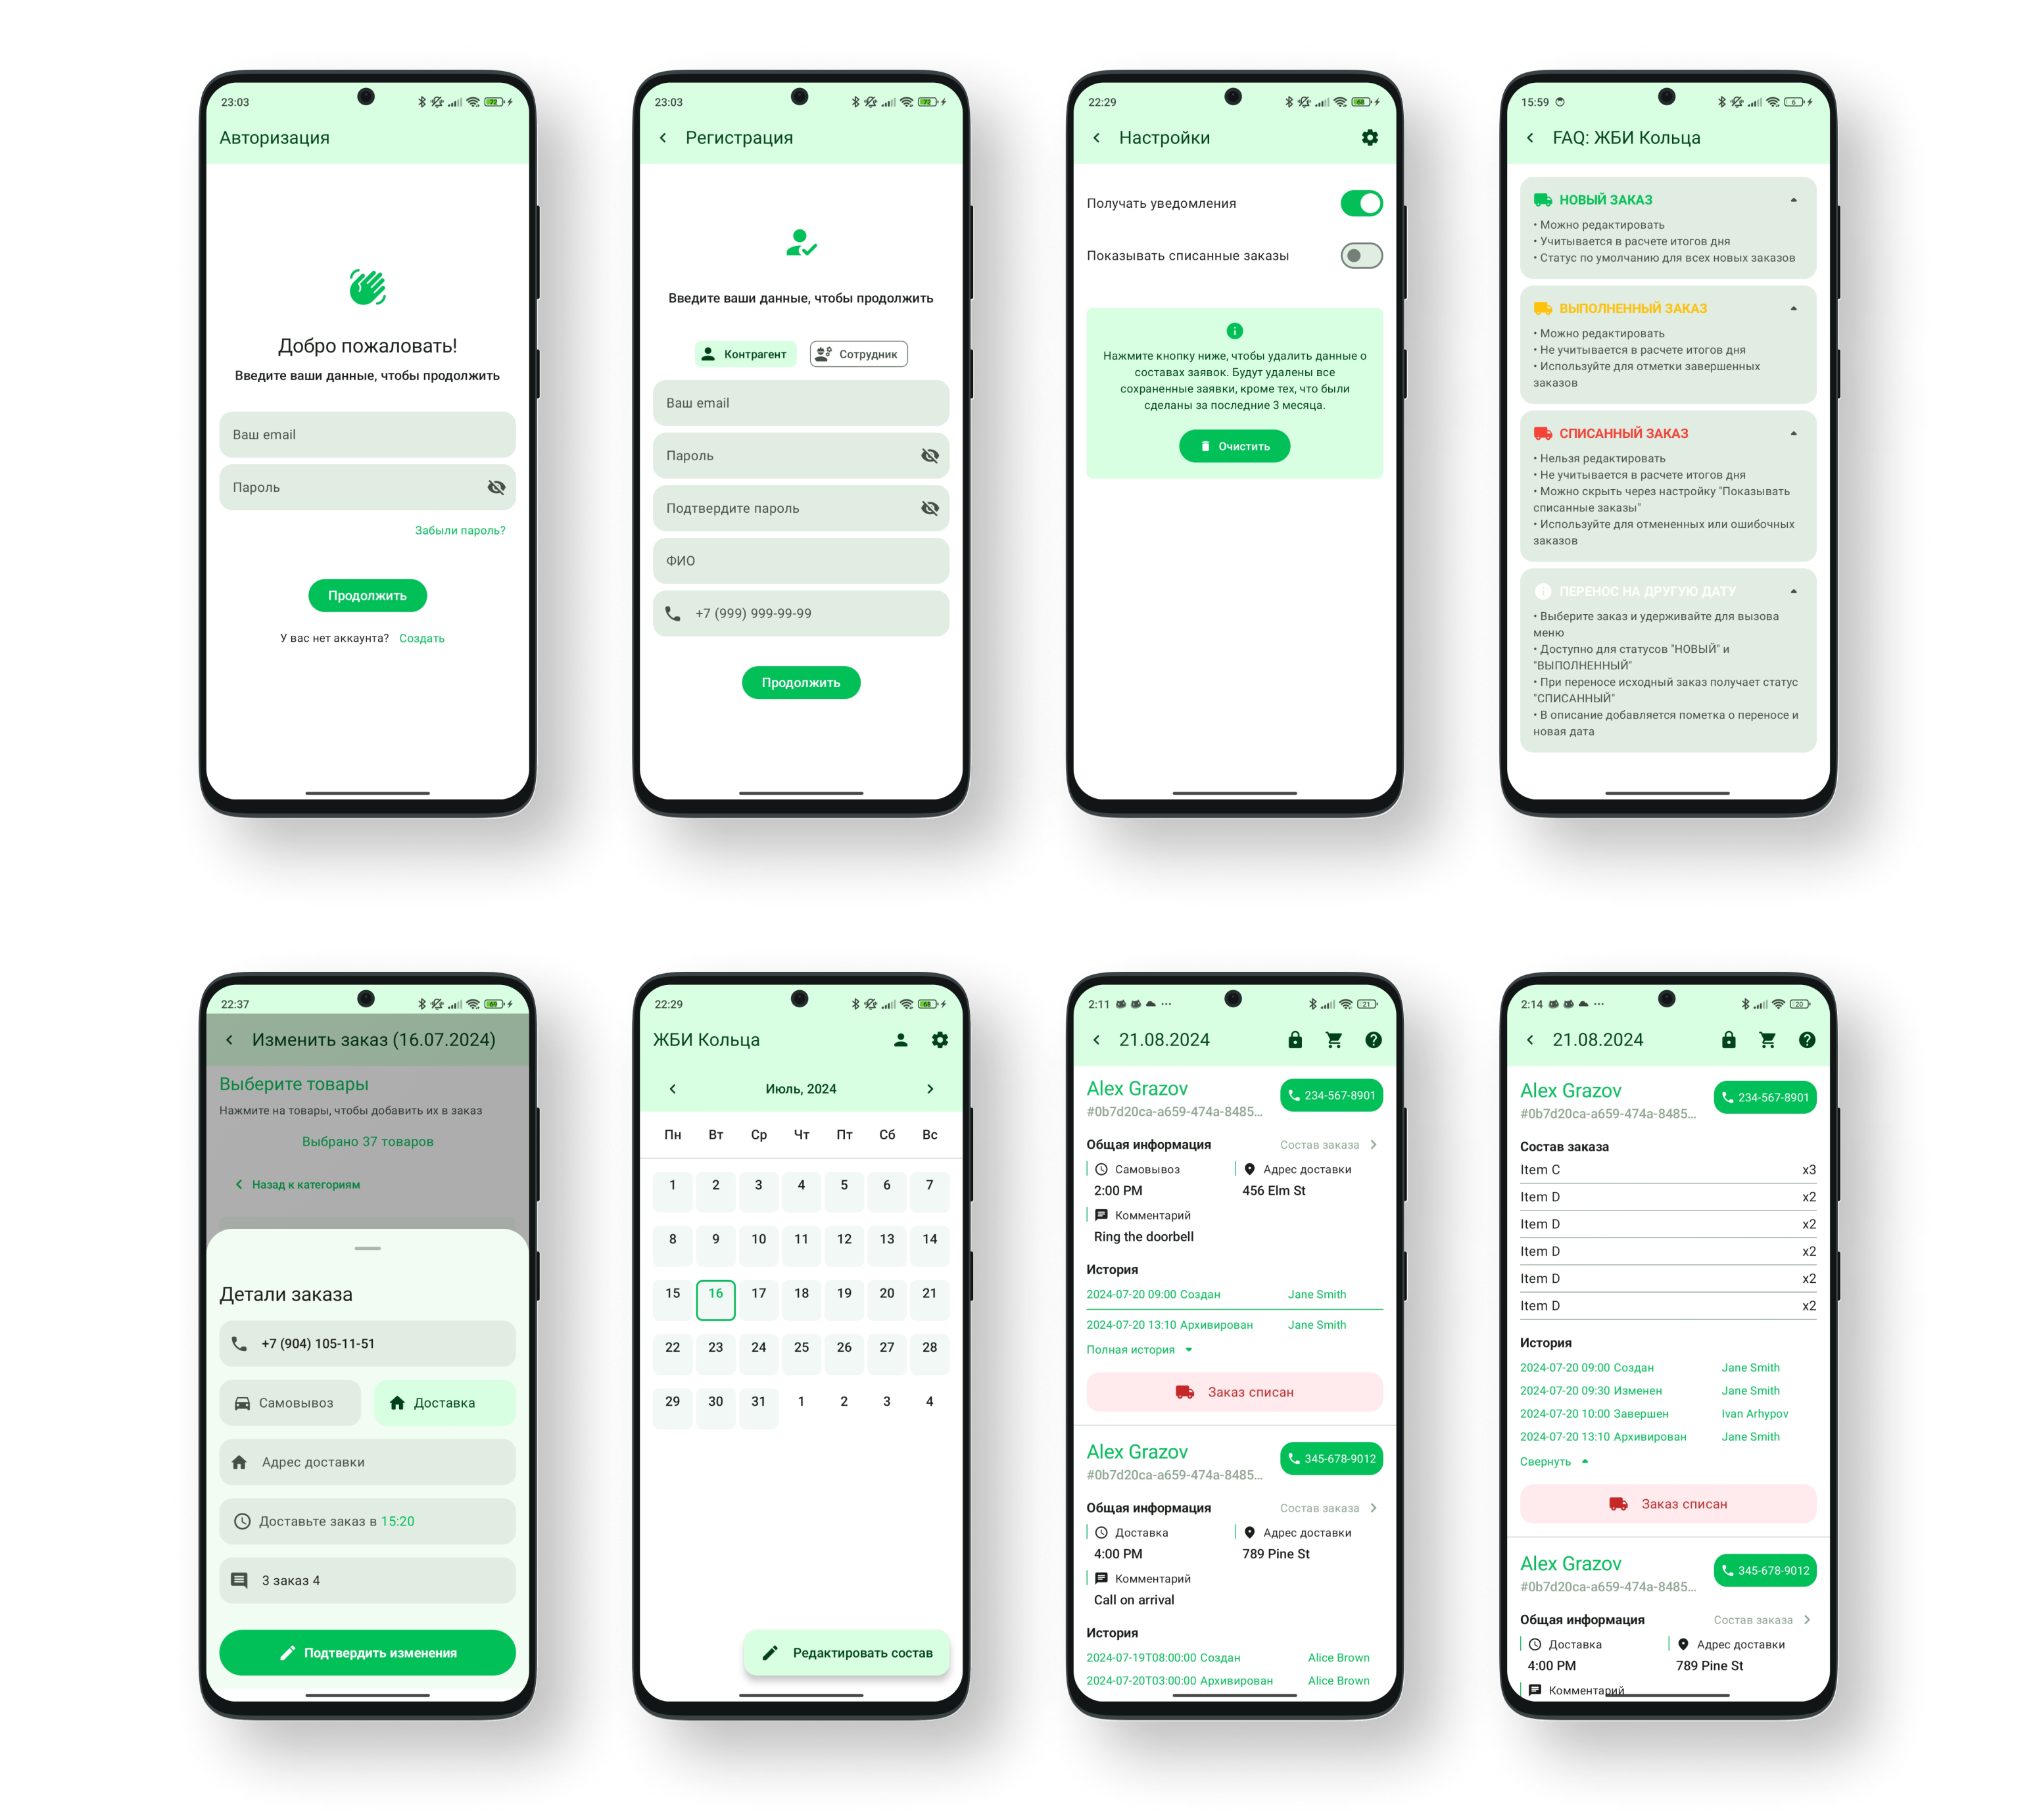 23:03
72
Авторизация
Добро пожаловать!
Введите ваши данные, чтобы продолжить
Ваш email
Пароль
Забыли пароль?
Продолжить
У вас нет аккаунта? Создать
23:03
72
Регистрация
Введите ваши данные, чтобы продолжить
Контрагент
Сотрудник
Ваш email
Пароль
Подтвердите пароль
ФИО
+7 (999) 999-99-99
Продолжить
22:29
68
Настройки
Получать уведомления
Показывать списанные заказы
Нажмите кнопку ниже, чтобы удалить данные о
составах заявок. Будут удалены все
сохраненные заявки, кроме тех, что были
сделаны за последние 3 месяца.
Очистить
15:59
6
FAQ: ЖБИ Кольца
НОВЫЙ ЗАКАЗ
• Можно редактировать
• Учитывается в расчете итогов дня
• Статус по умолчанию для всех новых заказов
ВЫПОЛНЕННЫЙ ЗАКАЗ
• Можно редактировать
• Не учитывается в расчете итогов дня
• Используйте для отметки завершенных
заказов
СПИСАННЫЙ ЗАКАЗ
• Нельзя редактировать
• Не учитывается в расчете итогов дня
• Можно скрыть через настройку "Показывать
списанные заказы"
• Используйте для отмененных или ошибочных
заказов
ПЕРЕНОС НА ДРУГУЮ ДАТУ
• Выберите заказ и удерживайте для вызова
меню
• Доступно для статусов "НОВЫЙ" и
"ВЫПОЛНЕННЫЙ"
• При переносе исходный заказ получает статус
"СПИСАННЫЙ"
• В описание добавляется пометка о переносе и
новая дата
22:37
69
Изменить заказ (16.07.2024)
Выберите товары
Нажмите на товары, чтобы добавить их в заказ
Выбрано 37 товаров
Назад к категориям
Детали заказа
+7 (904) 105-11-51
Самовывоз
Доставка
Адрес доставки
Доставьте заказ в 15:20
3 заказ 4
Подтвердить изменения
22:29
68
ЖБИ Кольца
Июль, 2024
Пн Вт Ср Чт Пт Сб Вс
1 2 3 4 5 6 7
8 9 10 11 12 13 14
15 16 17 18 19 20 21
22 23 24 25 26 27 28
29 30 31 1 2 3 4
Редактировать состав
2:11
21
21.08.2024
Alex Grazov
234-567-8901
#0b7d20ca-a659-474a-8485...
Общая информация
Состав заказа
Самовывоз
Адрес доставки
2:00 PM
456 Elm St
Комментарий
Ring the doorbell
История
2024-07-20 09:00 Создан Jane Smith
2024-07-20 13:10 Архивирован Jane Smith
Полная история
Заказ списан
Alex Grazov
345-678-9012
#0b7d20ca-a659-474a-8485...
Общая информация
Состав заказа
Доставка
Адрес доставки
4:00 PM
789 Pine St
Комментарий
Call on arrival
История
2024-07-19T08:00:00 Создан Alice Brown
2024-07-20T03:00:00 Архивирован Alice Brown
2:14
20
21.08.2024
Alex Grazov
234-567-8901
#0b7d20ca-a659-474a-8485...
Состав заказа
Item C x3
Item D x2
Item D x2
Item D x2
Item D x2
Item D x2
История
2024-07-20 09:00 Создан Jane Smith
2024-07-20 09:30 Изменен Jane Smith
2024-07-20 10:00 Завершен Ivan Arhypov
2024-07-20 13:10 Архивирован Jane Smith
Свернуть
Заказ списан
Alex Grazov
345-678-9012
#0b7d20ca-a659-474a-8485...
Общая информация
Состав заказа
Доставка
Адрес доставки
4:00 PM
789 Pine St
Комментарий